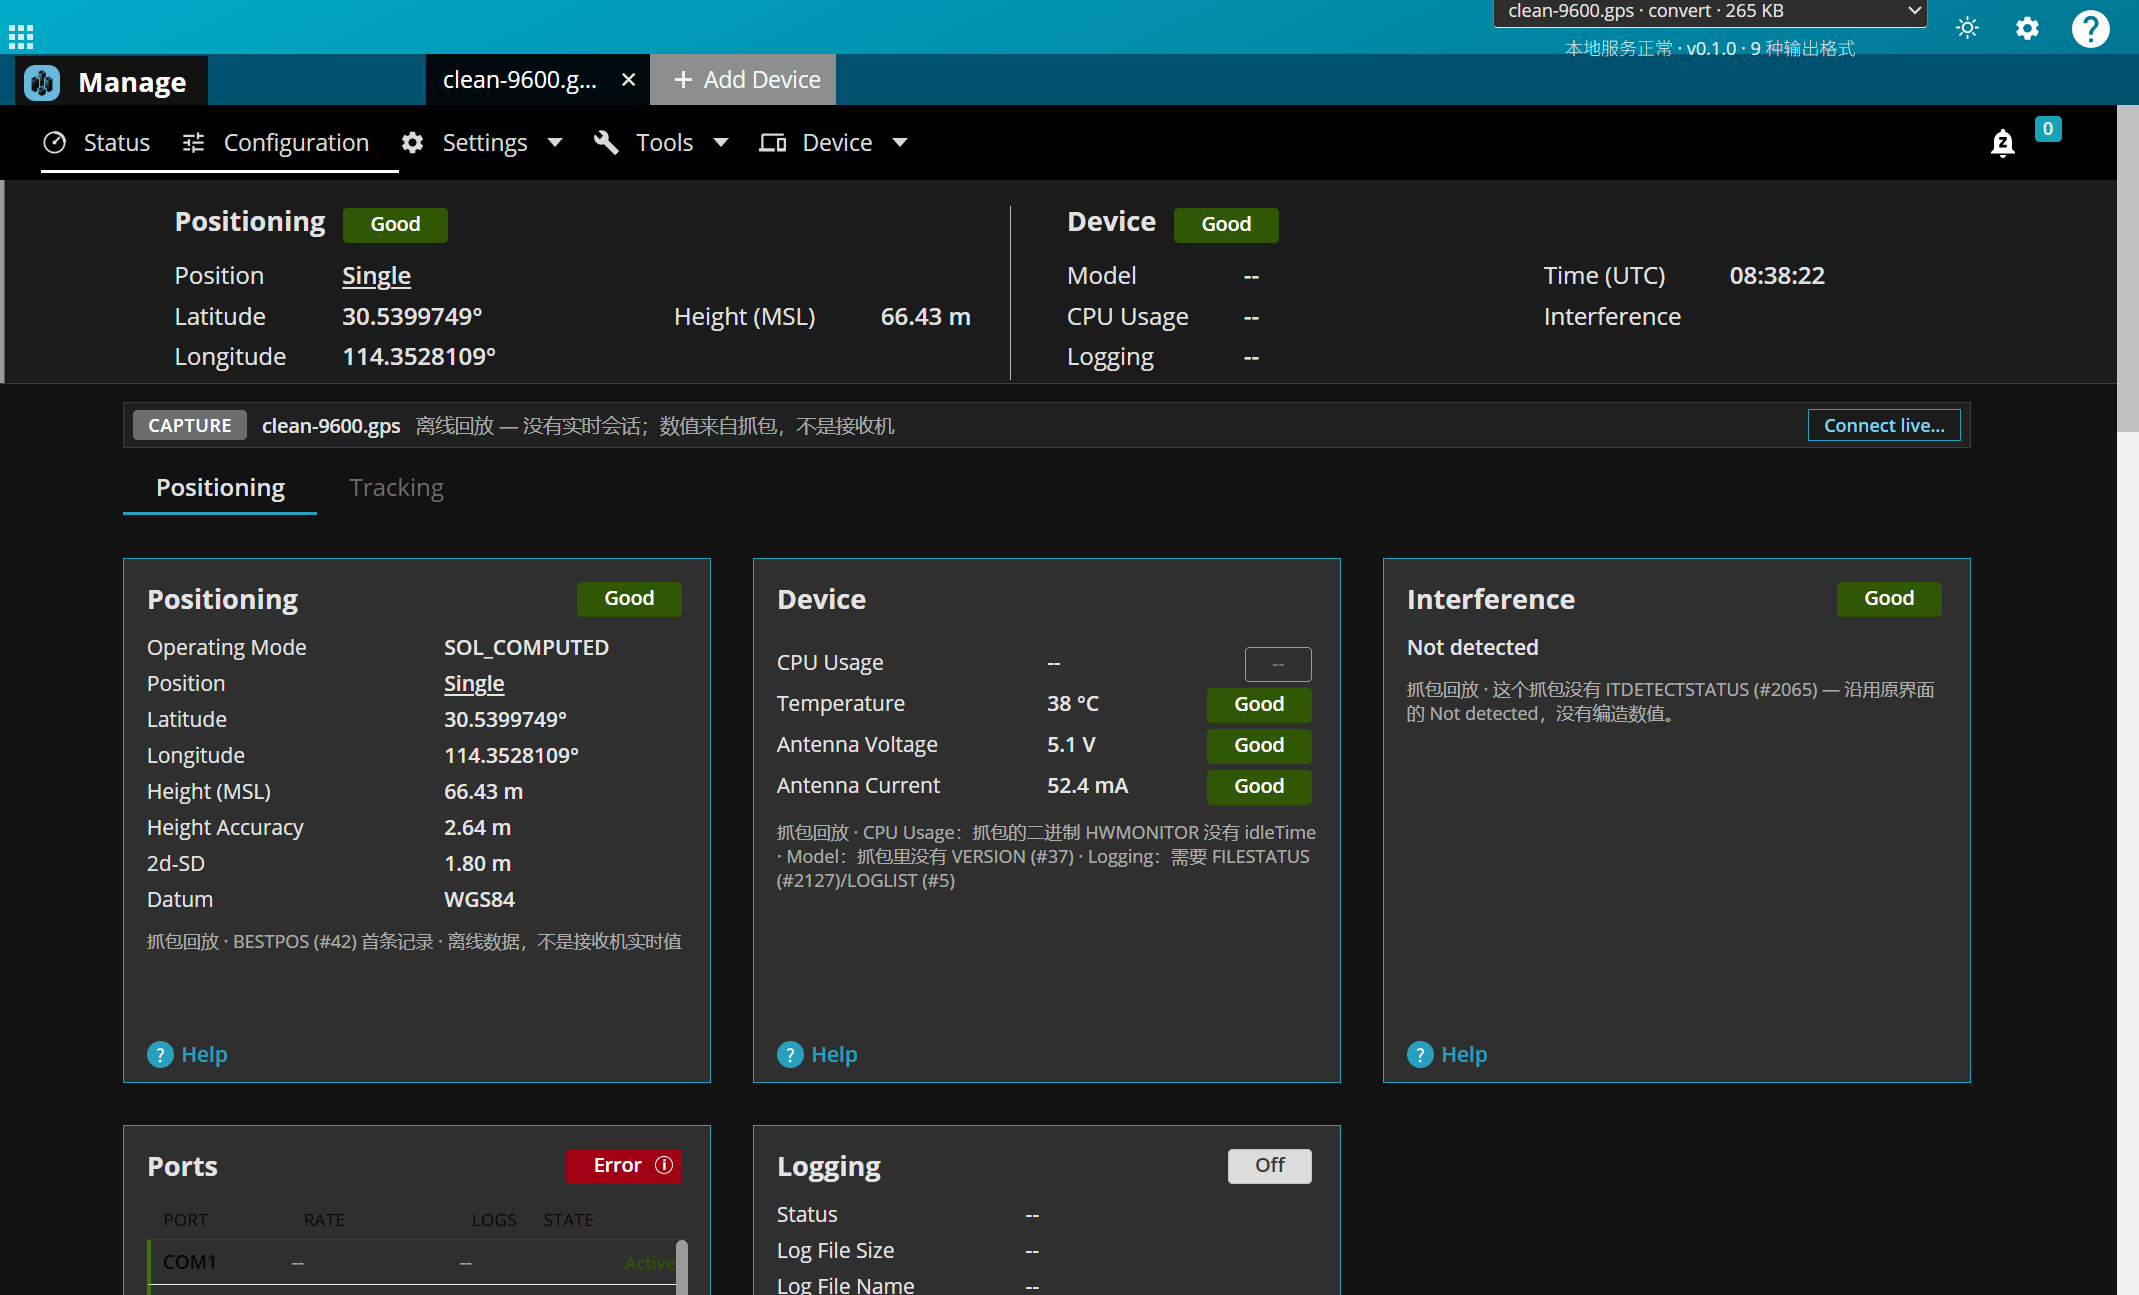 clean-9600.gps · convert · 265 KB
本地服务正常 · v0.1.0 · 9 种输出格式
Manage
clean-9600.g...
Add Device
Status
Configuration
Settings
Tools
Device
0
Positioning
Good
Position
Single
Latitude
30.5399749°
Height (MSL)
66.43 m
Longitude
114.3528109°
Device
Good
Model
--
Time (UTC)
08:38:22
CPU Usage
--
Interference
Logging
--
CAPTURE
clean-9600.gps
离线回放 — 没有实时会话；数值来自抓包，不是接收机
Connect live...
Positioning
Tracking
Positioning
Good
Operating Mode
SOL_COMPUTED
Position
Single
Latitude
30.5399749°
Longitude
114.3528109°
Height (MSL)
66.43 m
Height Accuracy
2.64 m
2d-SD
1.80 m
Datum
WGS84
抓包回放 · BESTPOS (#42) 首条记录 · 离线数据，不是接收机实时值
? Help
Device
CPU Usage
--
--
Temperature
38 °C
Good
Antenna Voltage
5.1 V
Good
Antenna Current
52.4 mA
Good
抓包回放 · CPU Usage：抓包的二进制 HWMONITOR 没有 idleTime
· Model：抓包里没有 VERSION (#37) · Logging：需要 FILESTATUS
(#2127)/LOGLIST (#5)
? Help
Interference
Good
Not detected
抓包回放 · 这个抓包没有 ITDETECTSTATUS (#2065) — 沿用原界面
的 Not detected，没有编造数值。
? Help
Ports
Error
PORT
RATE
LOGS
STATE
COM1
--
--
Active
Logging
Off
Status
--
Log File Size
--
Log File Name
--